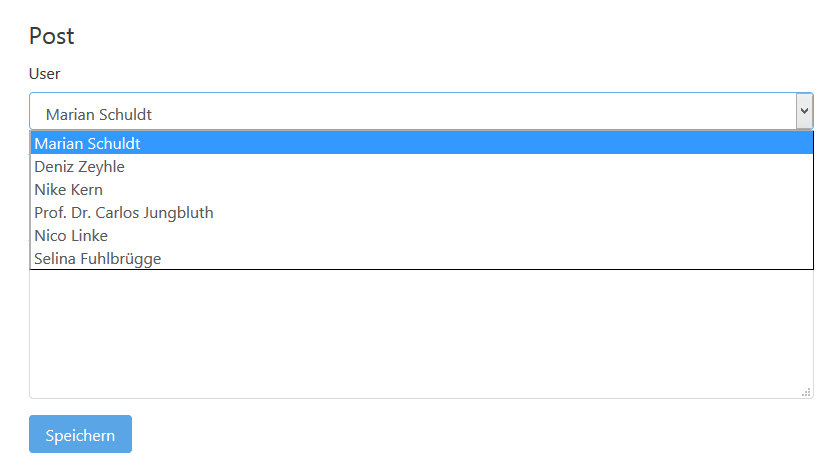 Post
User
Marian Schuldt
Marian Schuldt
Deniz Zeyhle
Nike Kern
Prof. Dr. Carlos Jungbluth
Nico Linke
Selina Fuhlbrügge
Speichern